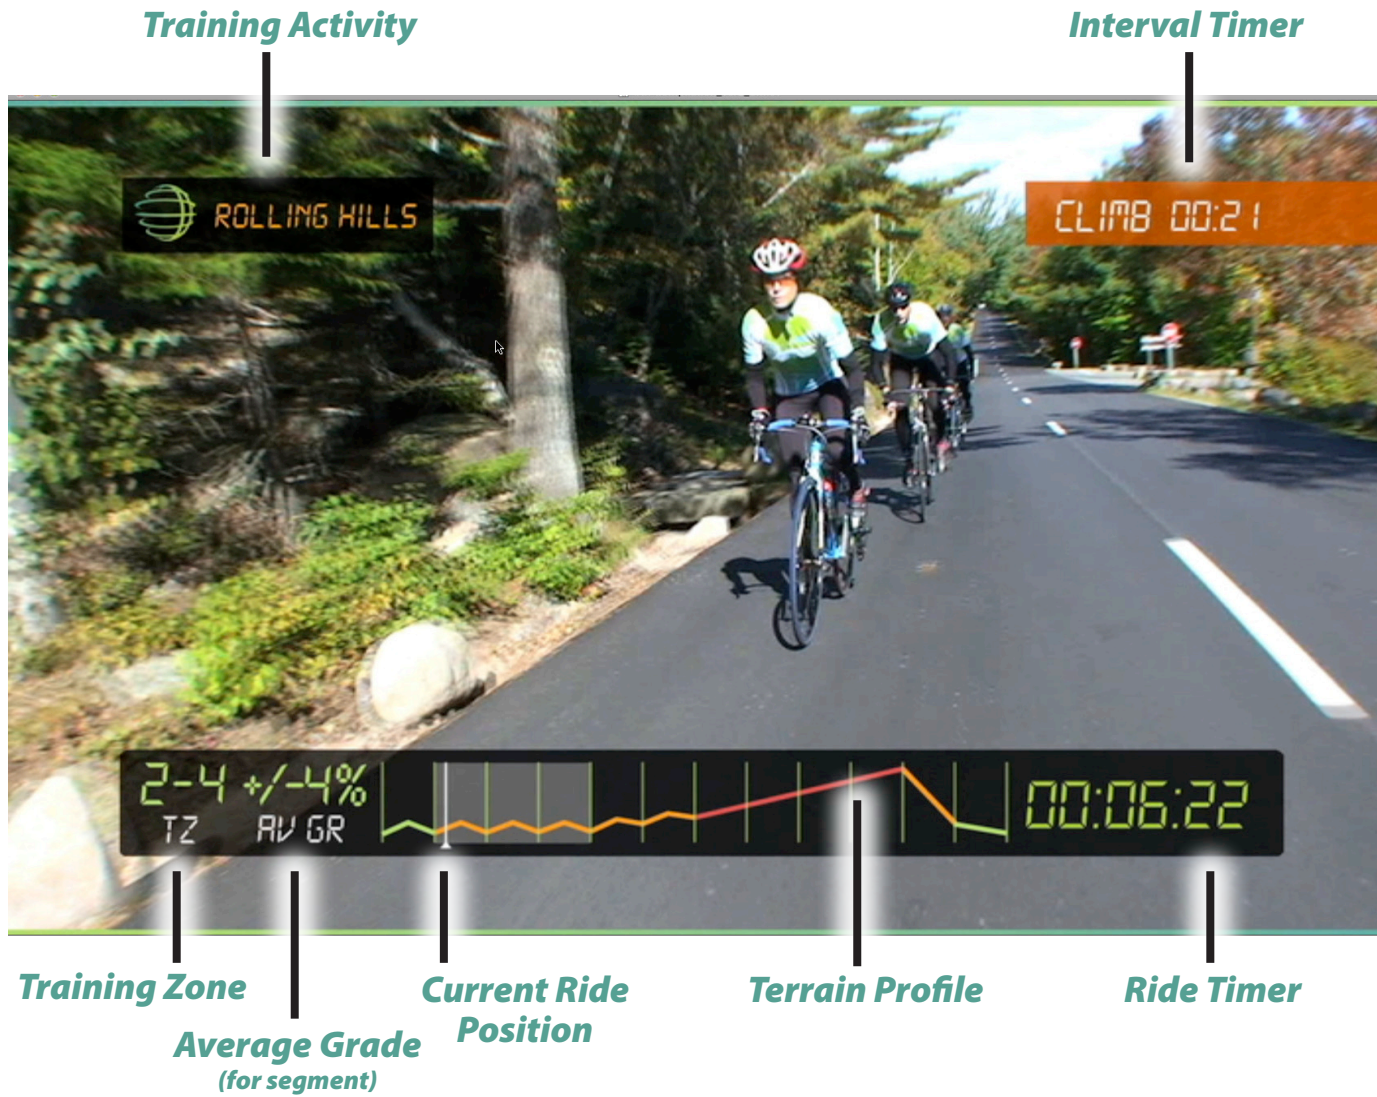 Training Activity
Interval Timer
ROLLING HILLS
CLIMB 00:21
2-4 +/-4%
TZ AV GR
00:06:22
Training Zone
Current Ride
Position
Terrain Profile
Ride Timer
Average Grade
(for segment)